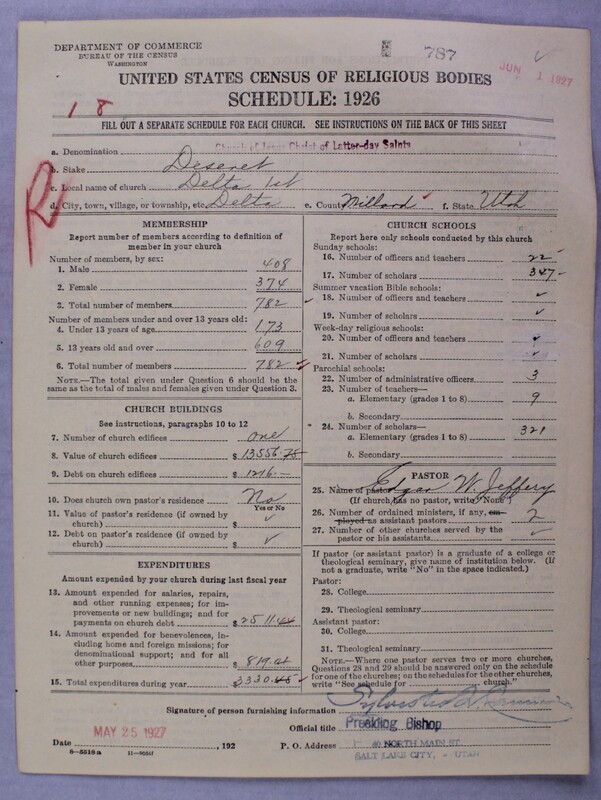 DEPARTMENT OF COMMERCE
BUREAU OF THE CENSUS
WASHINGTON
787
JUN 1 1927
UNITED STATES CENSUS OF RELIGIOUS BODIES
SCHEDULE: 1926
18
FILL OUT A SEPARATE SCHEDULE FOR EACH CHURCH. SEE INSTRUCTIONS ON THE BACK OF THIS SHEET
R
a. Denomination Church of Jesus Christ of Latter-day Saints
b. Stake Deseret
c. Local name of church Delta 1st
d. City, town, village, or township, etc. Delta e. County Millard f. State Utah
MEMBERSHIP
Report number of members according to definition of member in your church
Number of members, by sex:
1. Male 408
2. Female 374
3. Total number of members 782
Number of members under and over 13 years old:
4. Under 13 years of age 173
5. 13 years old and over 609
6. Total number of members 782
NOTE.—The total given under Question 6 should be
the same as the total of males and females given under Question 3.
CHURCH BUILDINGS
See instructions, paragraphs 10 to 12
7. Number of church edifices one
8. Value of church edifices $ 13556.78
9. Debt on church edifices $ 1216.—
10. Does church own pastor's residence No
Yes or No
11. Value of pastor's residence (if owned by
church) $ ✓
12. Debt on pastor's residence (if owned by
church) $ ✓
EXPENDITURES
Amount expended by your church during last fiscal year
13. Amount expended for salaries, repairs,
and other running expenses; for im-
provements or new buildings; and for
payments on church debt $ 2511.44
14. Amount expended for benevolences, in-
cluding home and foreign missions; for
denominational support; and for all
other purposes $ 819.01
15. Total expenditures during year $ 3330.45
CHURCH SCHOOLS
Report here only schools conducted by this church
Sunday schools:
16. Number of officers and teachers 22
17. Number of scholars 347
Summer vacation Bible schools:
18. Number of officers and teachers ✓
19. Number of scholars ✓
Week-day religious schools:
20. Number of officers and teachers ✓
21. Number of scholars ✓
Parochial schools:
22. Number of administrative officers 3
23. Number of teachers—
a. Elementary (grades 1 to 8) 9
b. Secondary
24. Number of scholars—
a. Elementary (grades 1 to 8) 321
b. Secondary
PASTOR
25. Name of pastor Edgar W. Jeffery
(If church has no pastor, write "None")
26. Number of ordained ministers, if any, em-
ployed as assistant pastors 2
27. Number of other churches served by the
pastor or his assistants ✓
If pastor (or assistant pastor) is a graduate of a college or
theological seminary, give name of institution below. (If
not a graduate, write "No" in the space indicated.)
Pastor:
28. College
29. Theological seminary
Assistant pastor:
30. College
31. Theological seminary
NOTE.—Where one pastor serves two or more churches,
Questions 28 and 29 should be answered only on the schedule
for one of the churches; on the schedules for the other churches,
write "See schedule for church."
Signature of person furnishing information Sylvester Q. Cannon
Official title Presiding Bishop
Date MAY 25 1927, 192 P. O. Address 40 NORTH MAIN ST
SALT LAKE CITY, - UTAH
8—5518 a